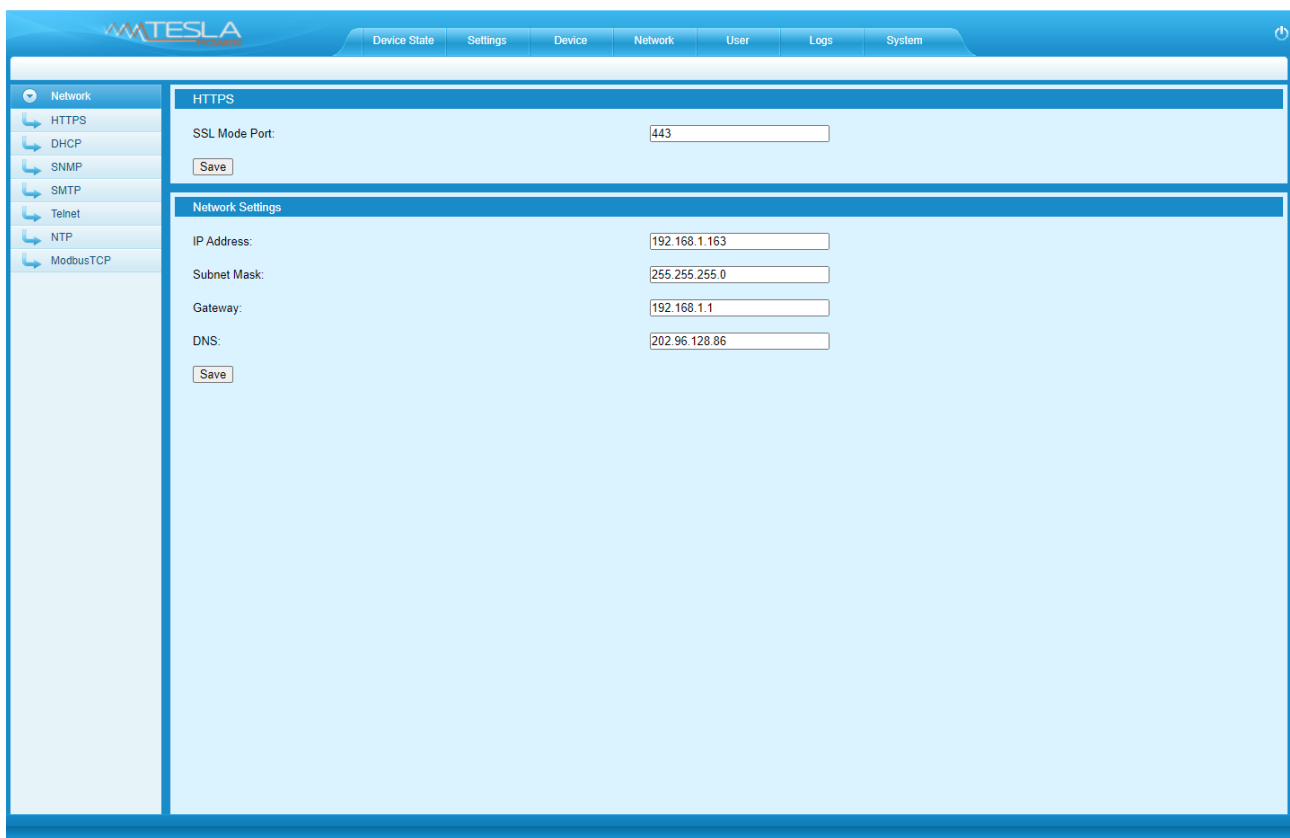 TESLA
POWER
Device State Settings Device Network User Logs System
Network
HTTPS
DHCP
SNMP
SMTP
Telnet
NTP
ModbusTCP
HTTPS
SSL Mode Port: 443
Save
Network Settings
IP Address: 192.168.1.163
Subnet Mask: 255.255.255.0
Gateway: 192.168.1.1
DNS: 202.96.128.86
Save